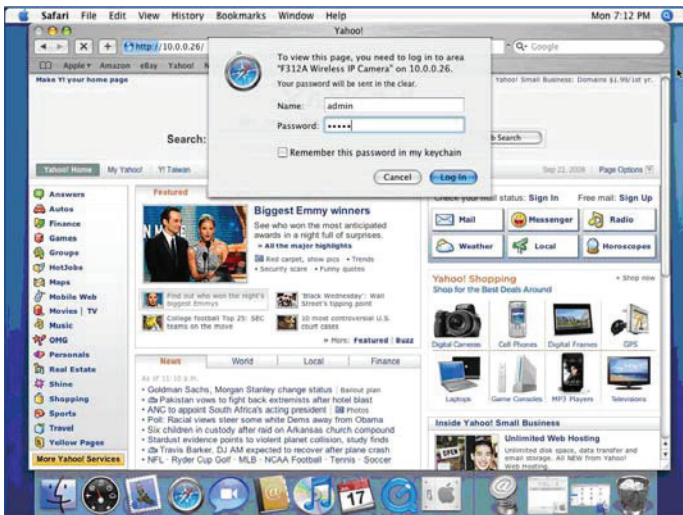 Safari File Edit View History Bookmarks Window Help Mon 7:12 PM
Yahoo!
http://10.0.0.26/
Google
Apple Amazon eBay Yahoo!
To view this page, you need to log in to area
"F312A Wireless IP Camera" on 10.0.0.26.
Your password will be sent in the clear.
Name: admin
Password: •••••
Remember this password in my keychain
Cancel Log In
Make Y! your home page
Yahoo! Small Business: Domains $1.99/1st yr.
Search:
Search
Yahoo! Home My Yahoo! Y! Taiwan Sep 22, 2008 Page Options
Answers
Autos
Finance
Games
Groups
HotJobs
Maps
Mobile Web
Movies | TV
Music
OMG
Personals
Real Estate
Shine
Shopping
Sports
Travel
Yellow Pages
More Yahoo! Services
Featured
Biggest Emmy winners
See who won the most anticipated
awards in a night full of surprises.
» All the major highlights
Red carpet, show pics • Trends
• Security scare • Funny quotes
Find out who won the night's
biggest Emmys
'Black Wednesday': Wall
Street's tipping point
College football Top 25: SEC
teams on the move
10 most controversial U.S.
court cases
» More: Featured | Buzz
News World Local Finance
As of 11:10 a.m.
• Goldman Sachs, Morgan Stanley change status | Bailout plan
• Pakistan vows to fight back extremists after hotel blast
• ANC to appoint South Africa's acting president | Photos
• Poll: Racial views steer some white Dems away from Obama
• Six children in custody after raid on Arkansas church compound
• Stardust evidence points to violent planet collision, study finds
• Travis Barker, DJ AM expected to recover after plane crash
• NFL · Ryder Cup Golf · MLB · NCAA Football · Tennis · Soccer
Check your mail status: Sign In Free mail: Sign Up
Mail Messenger Radio
Weather Local Horoscopes
Yahoo! Shopping » Shop now
Shop for the Best Deals Around
Digital Cameras Cell Phones Digital Frames GPS
Laptops Game Consoles MP3 Players Televisions
Inside Yahoo! Small Business
Unlimited Web Hosting
Unlimited disk space, data transfer and
email storage. All NEW from Yahoo!
Web Hosting.
17